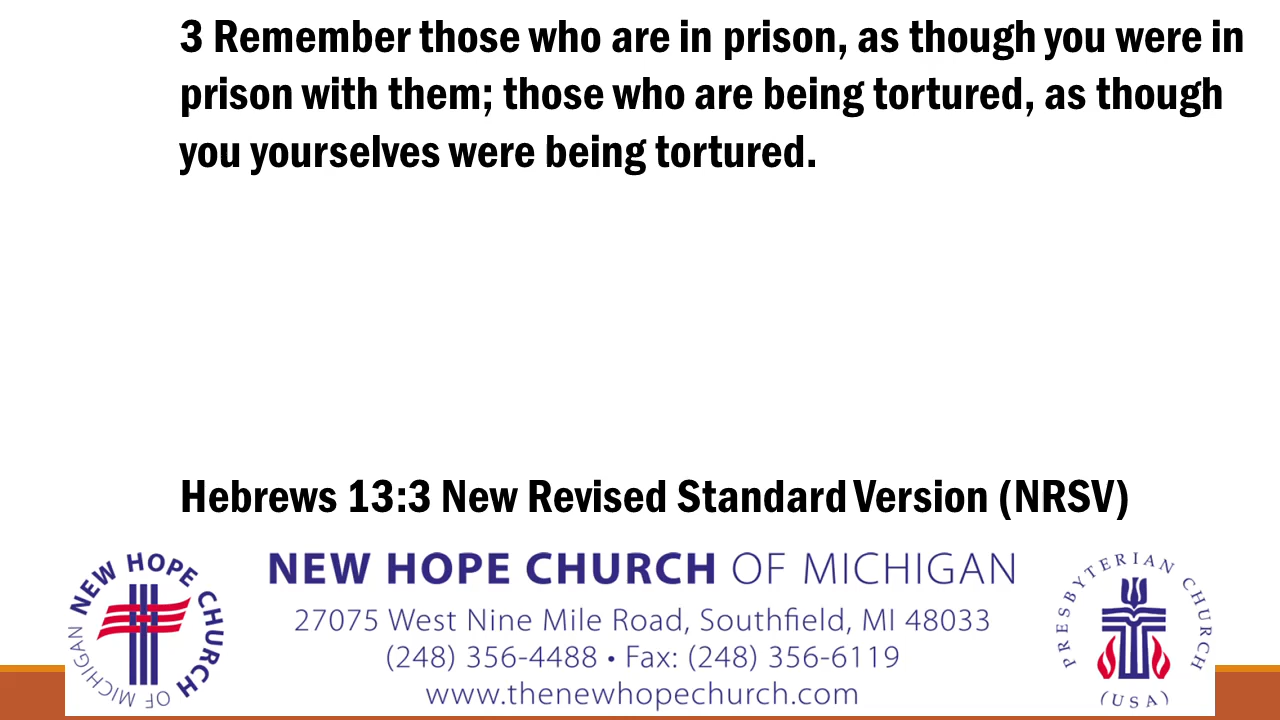 3 Remember those who are in prison, as though you were in
prison with them; those who are being tortured, as though
you yourselves were being tortured.
Hebrews 13:3 New Revised Standard Version (NRSV)
NEW HOPE CHURCH OF MICHIGAN
NEW HOPE CHURCH OF MICHIGAN
27075 West Nine Mile Road, Southfield, MI 48033
(248) 356-4488 • Fax: (248) 356-6119
www.thenewhopechurch.com
PRESBYTERIAN CHURCH
(USA)